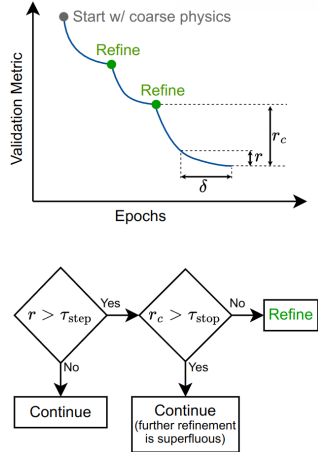 Start w/ coarse physics
Refine
Refine
Validation Metric
r_c
r
δ
Epochs
r > τ_step
Yes
r_c > τ_stop
No
Refine
No
Yes
Continue
Continue
(further refinement
is superfluous)